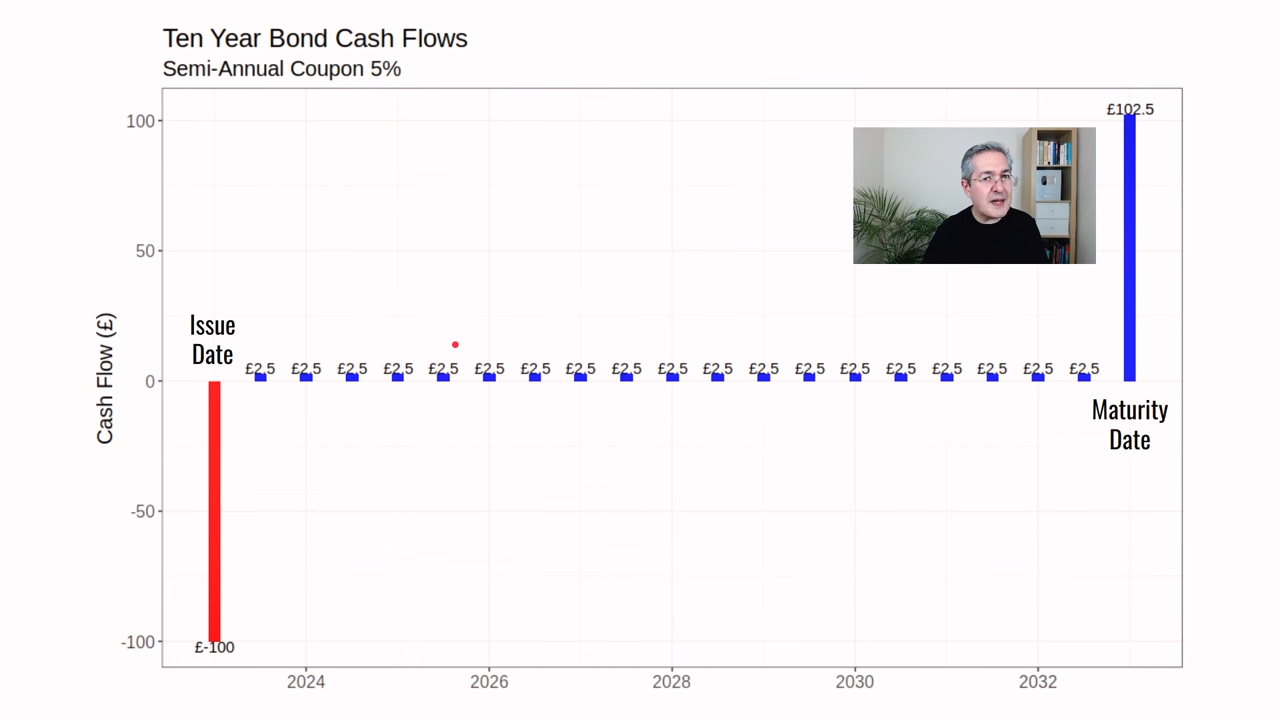 Ten Year Bond Cash Flows
Semi-Annual Coupon 5%
£102.5
100
50
Issue
Date
£2.5 £2.5 £2.5 £2.5 £2.5 £2.5 £2.5 £2.5 £2.5 £2.5 £2.5 £2.5 £2.5 £2.5 £2.5 £2.5 £2.5 £2.5 £2.5
0
Cash Flow (£)
Maturity
Date
-50
-100
£-100
2024 2026 2028 2030 2032